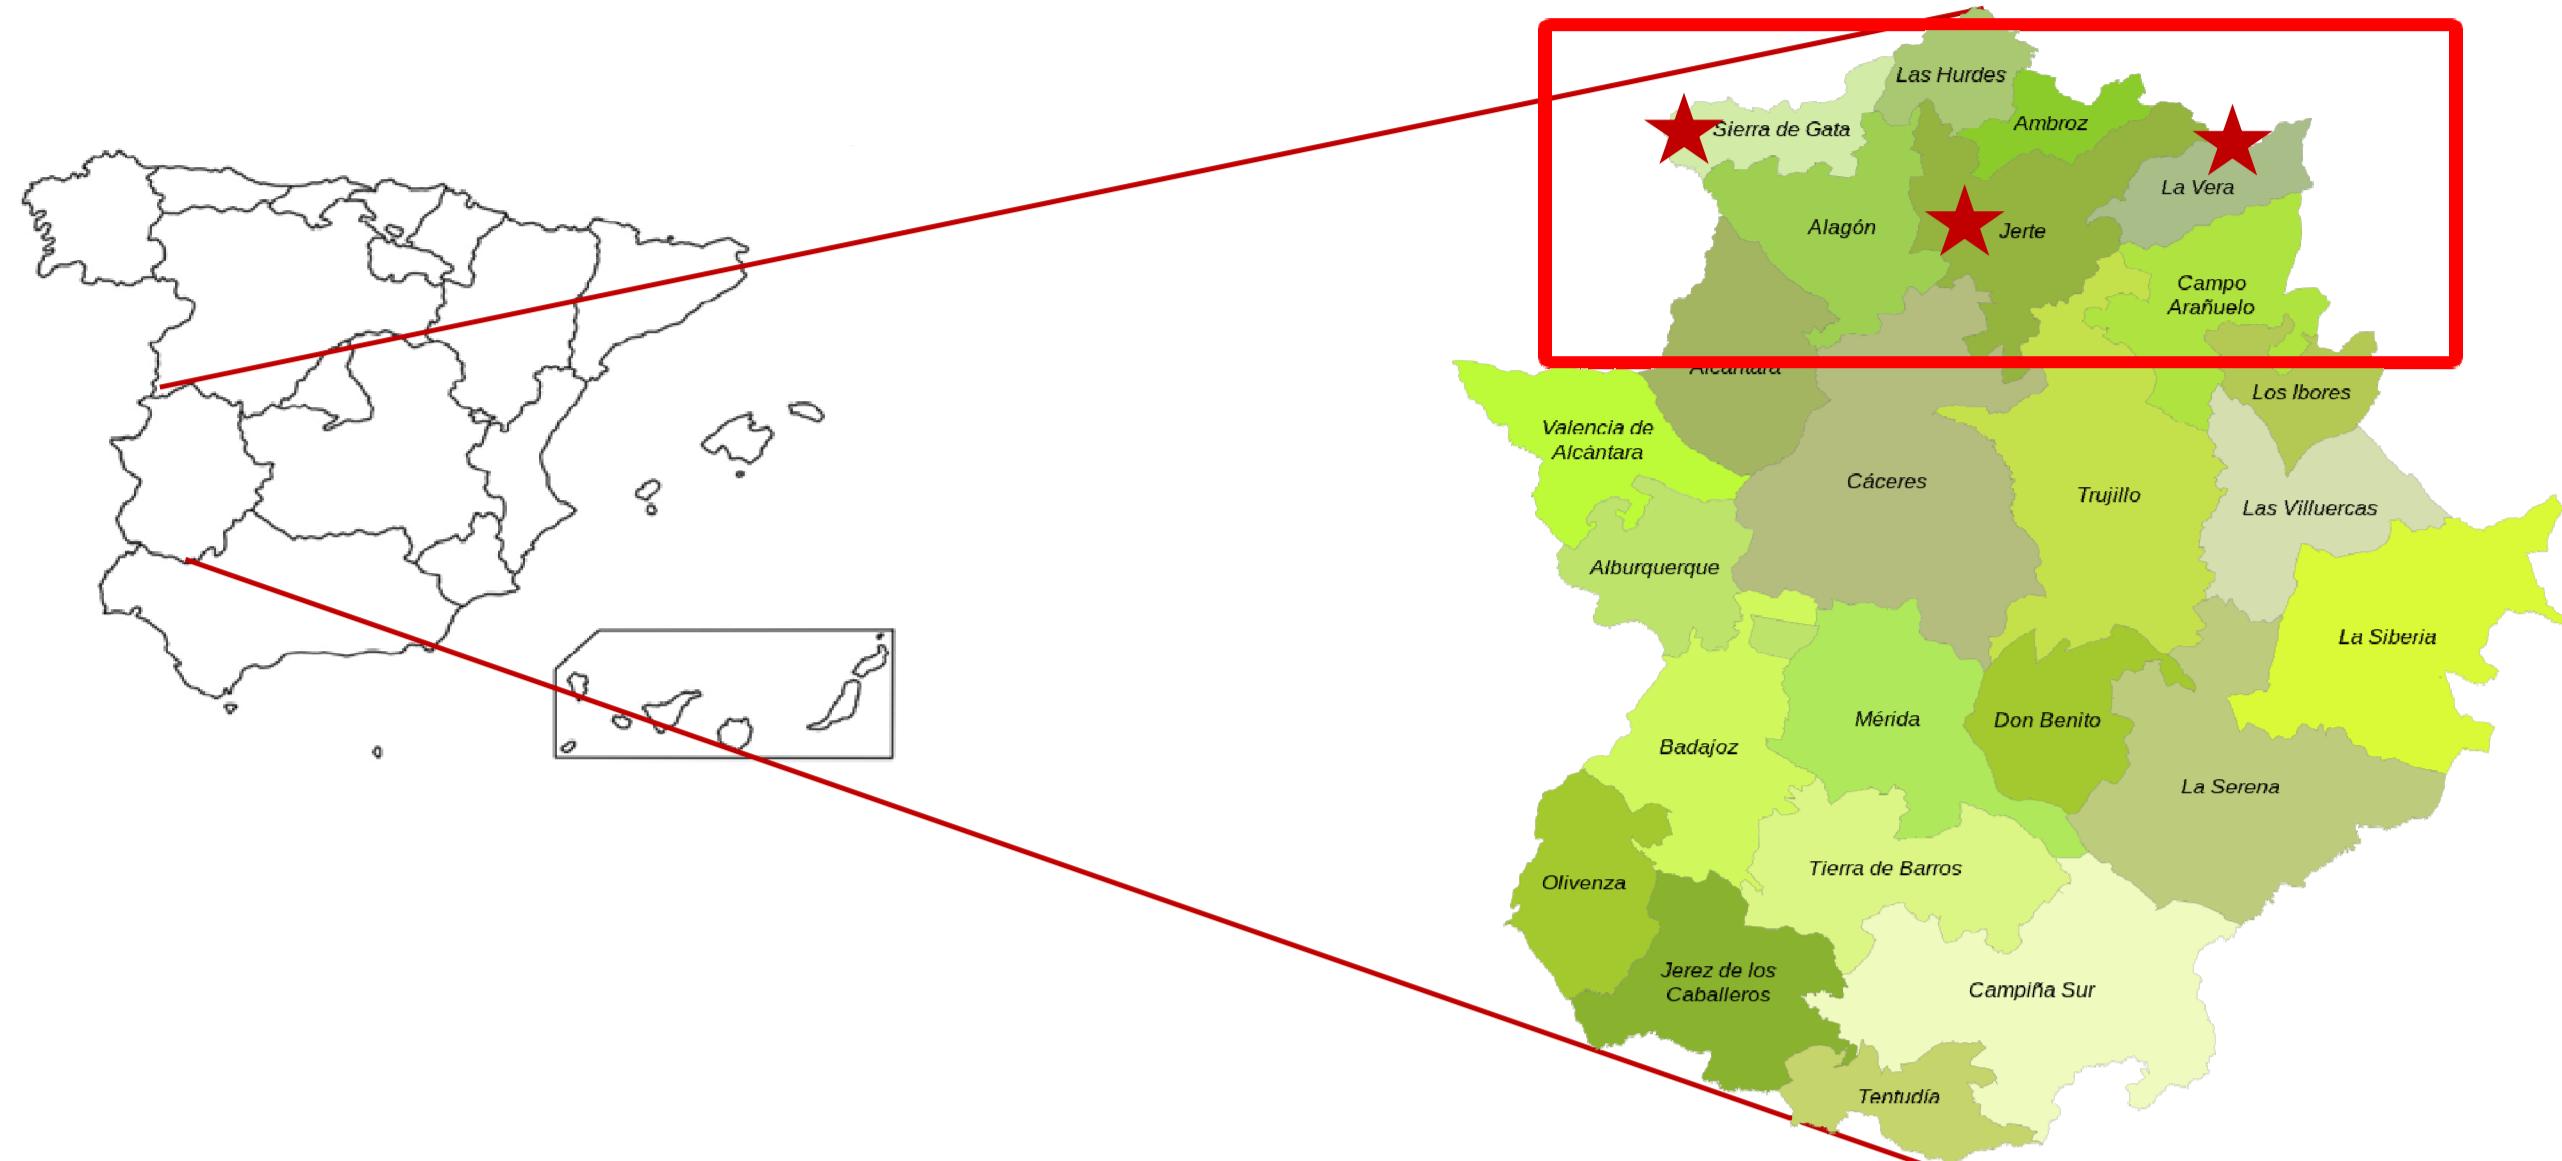 Las Hurdes
Sierra de Gata
Ambroz
La Vera
Alagón
Jerte
Campo
Arañuelo
Alcántara
Los Ibores
Valencia de
Alcántara
Cáceres
Trujillo
Las Villuercas
Alburquerque
La Siberia
Mérida
Don Benito
Badajoz
La Serena
Tierra de Barros
Olivenza
Jerez de los
Caballeros
Campiña Sur
Tentudía